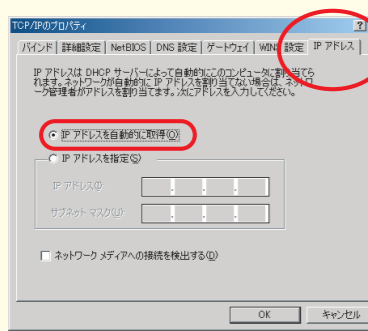 TCP/IPのプロパティ
バインド 詳細設定 NetBIOS DNS 設定 ゲートウェイ WINS 設定 IP アドレス
IP アドレスは DHCP サーバーによって自動的にこのコンピュータに割り当てら
れます。ネットワークが自動的に IP アドレスを割り当てない場合は、ネットワ
ーク管理者がアドレスを割り当てます。次にアドレスを入力してください。
IP アドレスを自動的に取得(O)
IP アドレスを指定(S)
IP アドレス(I):
サブネット マスク(U):
ネットワーク メディアへの接続を検出する(D)
OK キャンセル